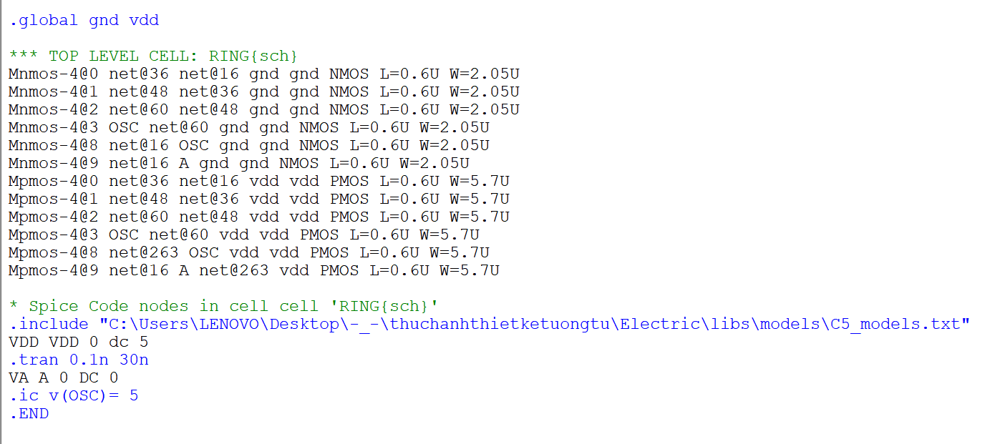 .global gnd vdd
*** TOP LEVEL CELL: RING{sch}
Mnmos-4@0 net@36 net@16 gnd gnd NMOS L=0.6U W=2.05U
Mnmos-4@1 net@48 net@36 gnd gnd NMOS L=0.6U W=2.05U
Mnmos-4@2 net@60 net@48 gnd gnd NMOS L=0.6U W=2.05U
Mnmos-4@3 OSC net@60 gnd gnd NMOS L=0.6U W=2.05U
Mnmos-4@8 net@16 OSC gnd gnd NMOS L=0.6U W=2.05U
Mnmos-4@9 net@16 A gnd gnd NMOS L=0.6U W=2.05U
Mpmos-4@0 net@36 net@16 vdd vdd PMOS L=0.6U W=5.7U
Mpmos-4@1 net@48 net@36 vdd vdd PMOS L=0.6U W=5.7U
Mpmos-4@2 net@60 net@48 vdd vdd PMOS L=0.6U W=5.7U
Mpmos-4@3 OSC net@60 vdd vdd PMOS L=0.6U W=5.7U
Mpmos-4@8 net@263 OSC vdd vdd PMOS L=0.6U W=5.7U
Mpmos-4@9 net@16 A net@263 vdd PMOS L=0.6U W=5.7U
* Spice Code nodes in cell cell 'RING{sch}'
.include "C:\Users\LENOVO\Desktop\-_-\thuchanhthietketuongtu\Electric\libs\models\C5_models.txt"
VDD VDD 0 dc 5
.tran 0.1n 30n
VA A 0 DC 0
.ic v(OSC)= 5
.END